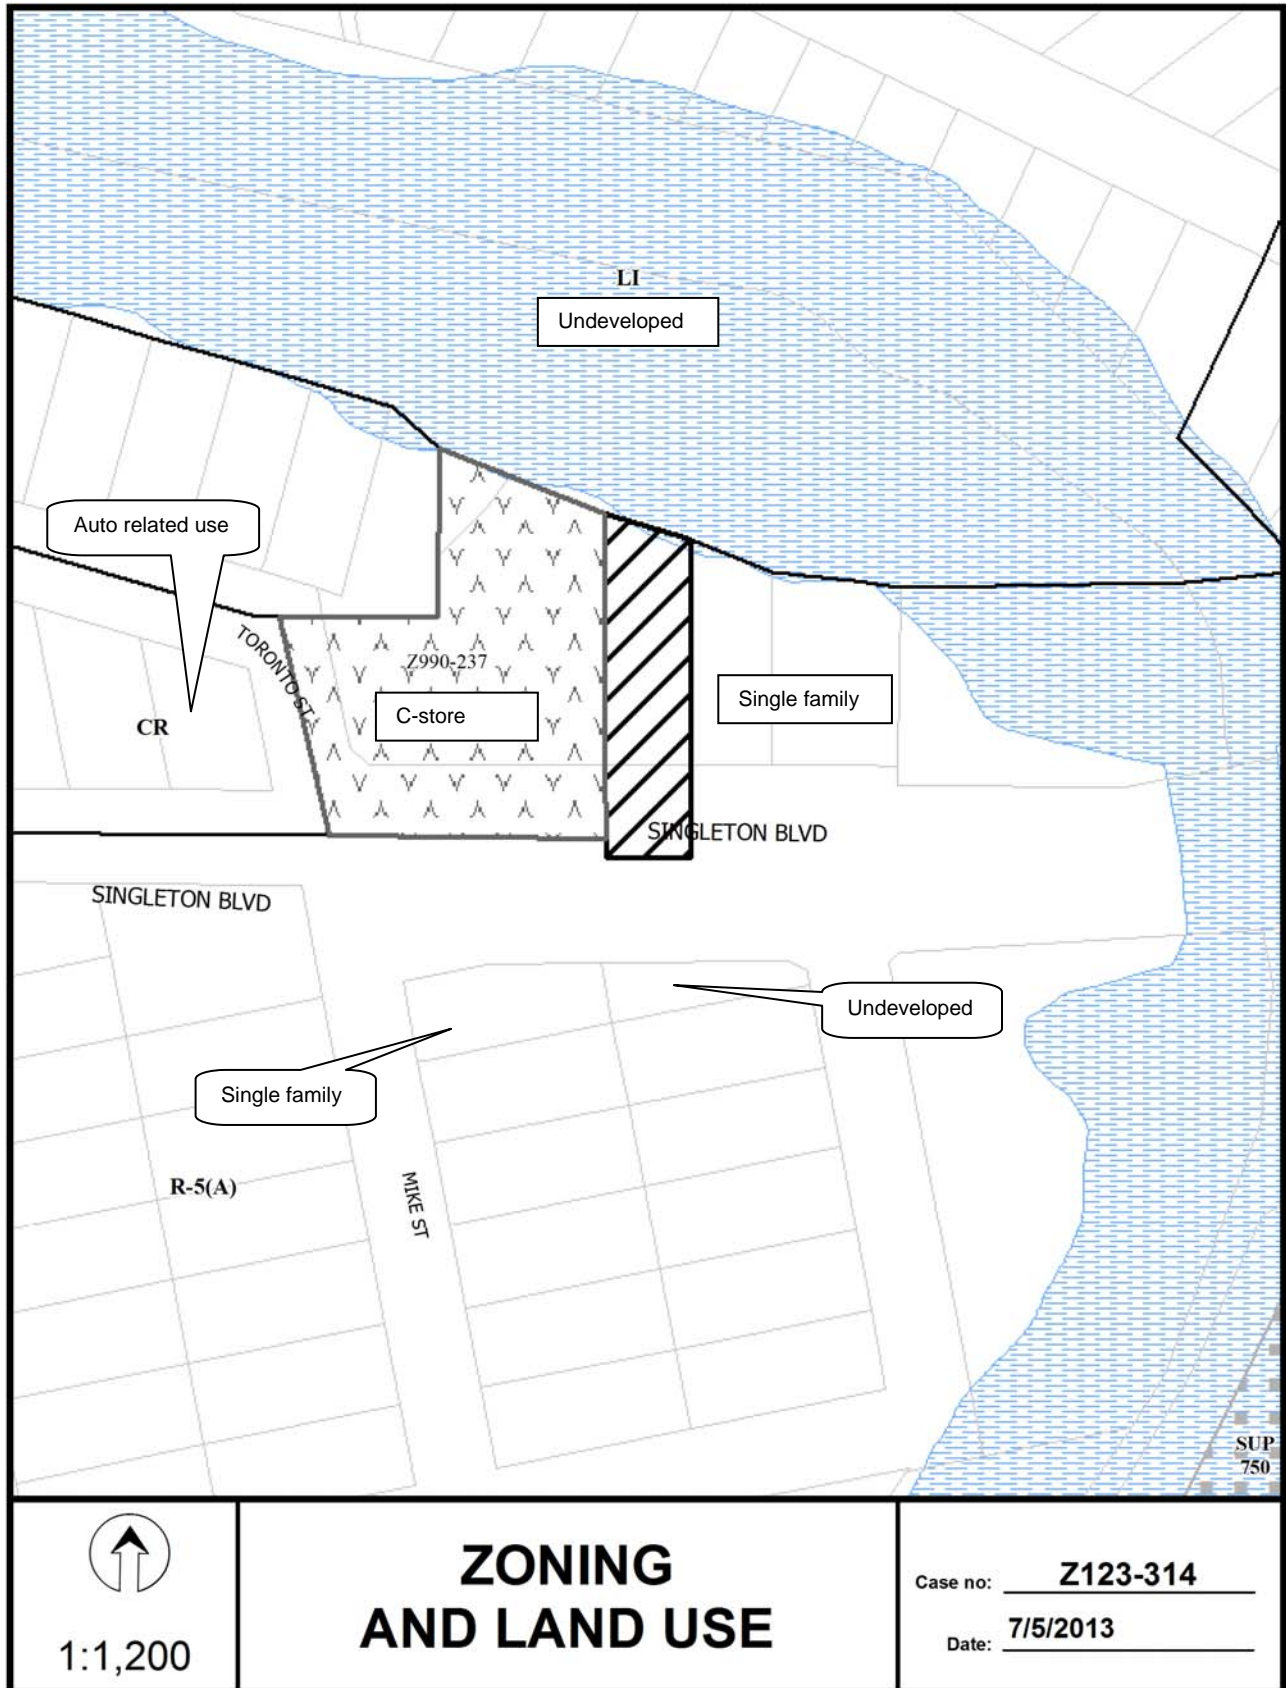 LI
Undeveloped
Auto related use
TORONTO ST
Z990-237
C-store
Single family
CR
SINGLETON BLVD
SINGLETON BLVD
Undeveloped
Single family
MIKE ST
R-5(A)
SUP
750
1:1,200
ZONING
AND LAND USE
Case no: Z123-314
Date: 7/5/2013